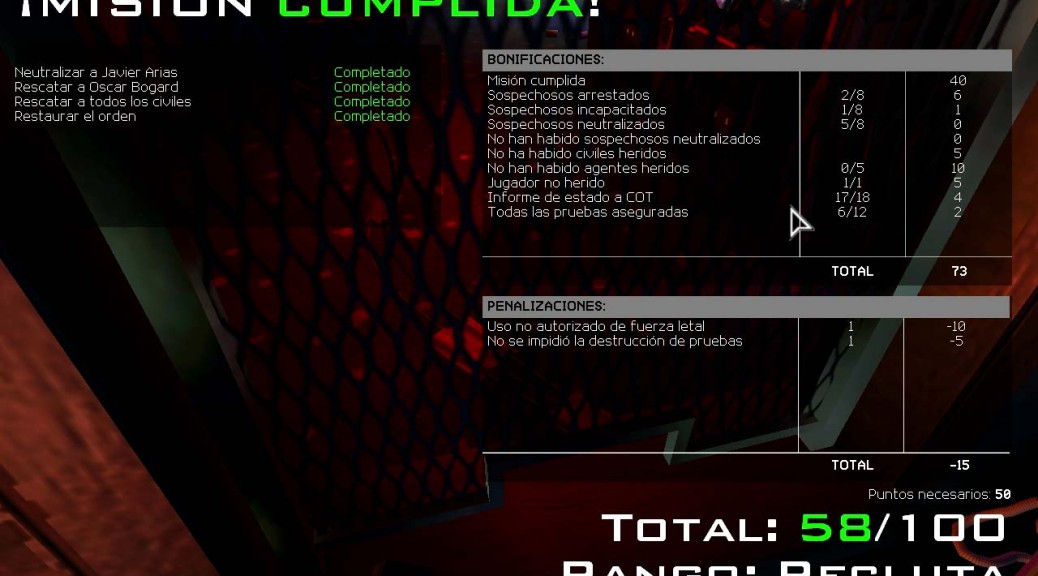 ¡MISIÓN CUMPLIDA!
Neutralizar a Javier Arias Completado
Rescatar a Oscar Bogard Completado
Rescatar a todos los civiles Completado
Restaurar el orden Completado
BONIFICACIONES:
Misión cumplida 40
Sospechosos arrestados 2/8 6
Sospechosos incapacitados 1/8 1
Sospechosos neutralizados 5/8 0
No han habido sospechosos neutralizados 0
No ha habido civiles heridos 5
No han habido agentes heridos 0/5 10
Jugador no herido 1/1 5
Informe de estado a COT 17/18 4
Todas las pruebas aseguradas 6/12 2
TOTAL 73
PENALIZACIONES:
Uso no autorizado de fuerza letal 1 -10
No se impidió la destrucción de pruebas 1 -5
TOTAL -15
Puntos necesarios: 50
TOTAL: 58/100
RANGO: RECLUTA